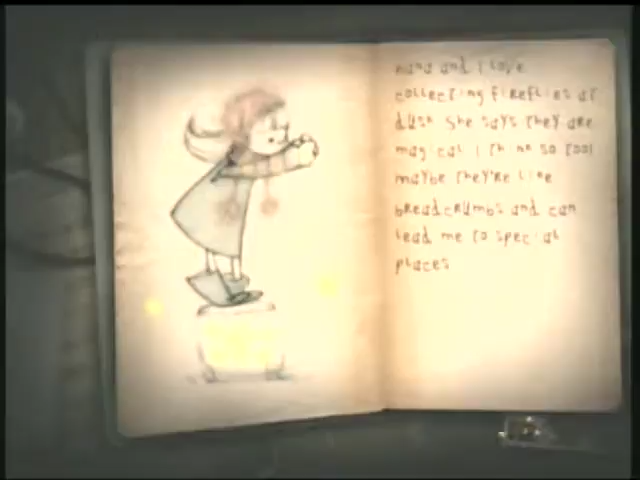 nana and I love
collecting fireflies at
dusk She says They are
magical I Think so Tool
maybe They're like
breadcrumbs and can
lead me to special
places